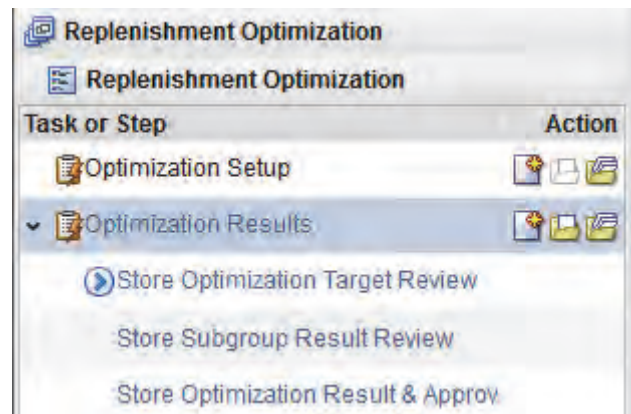 Replenishment Optimization
Replenishment Optimization
Task or Step Action
Optimization Setup
Optimization Results
Store Optimization Target Review
Store Subgroup Result Review
Store Optimization Result & Approv